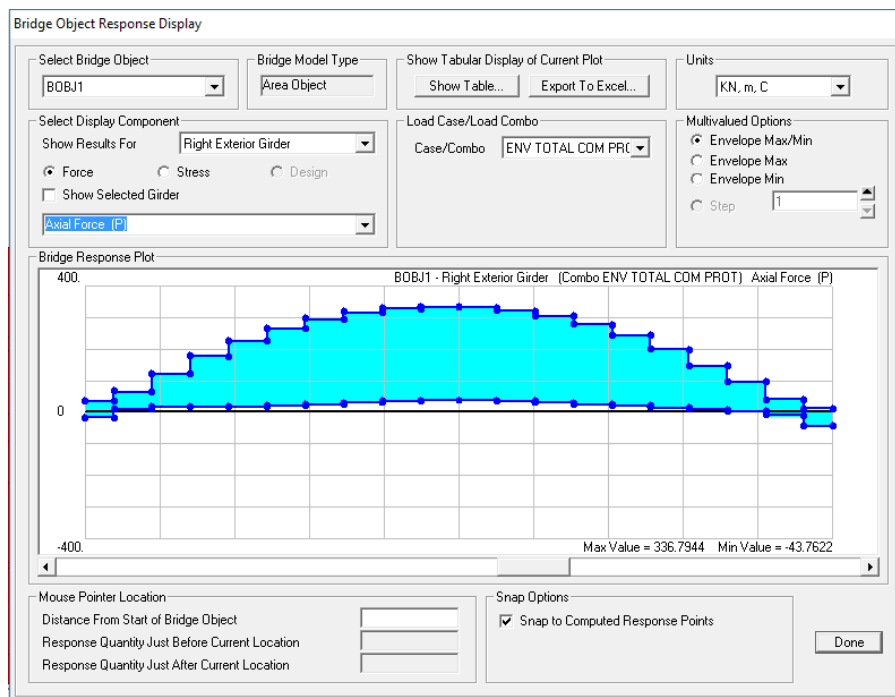 Bridge Object Response Display
Select Bridge Object
BOBJ1
Bridge Model Type
Area Object
Show Tabular Display of Current Plot
Show Table...
Export To Excel...
Units
KN, m, C
Select Display Component
Show Results For
Right Exterior Girder
Force
Stress
Design
Show Selected Girder
Axial Force (P)
Load Case/Load Combo
Case/Combo
ENV TOTAL COM PRO
Multivalued Options
Envelope Max/Min
Envelope Max
Envelope Min
Step
1
Bridge Response Plot
400.
BOBJ1 - Right Exterior Girder (Combo ENV TOTAL COM PROT) Axial Force (P)
0
-400.
Max Value = 336.7944 Min Value = -43.7622
Mouse Pointer Location
Distance From Start of Bridge Object
Response Quantity Just Before Current Location
Response Quantity Just After Current Location
Snap Options
Snap to Computed Response Points
Done